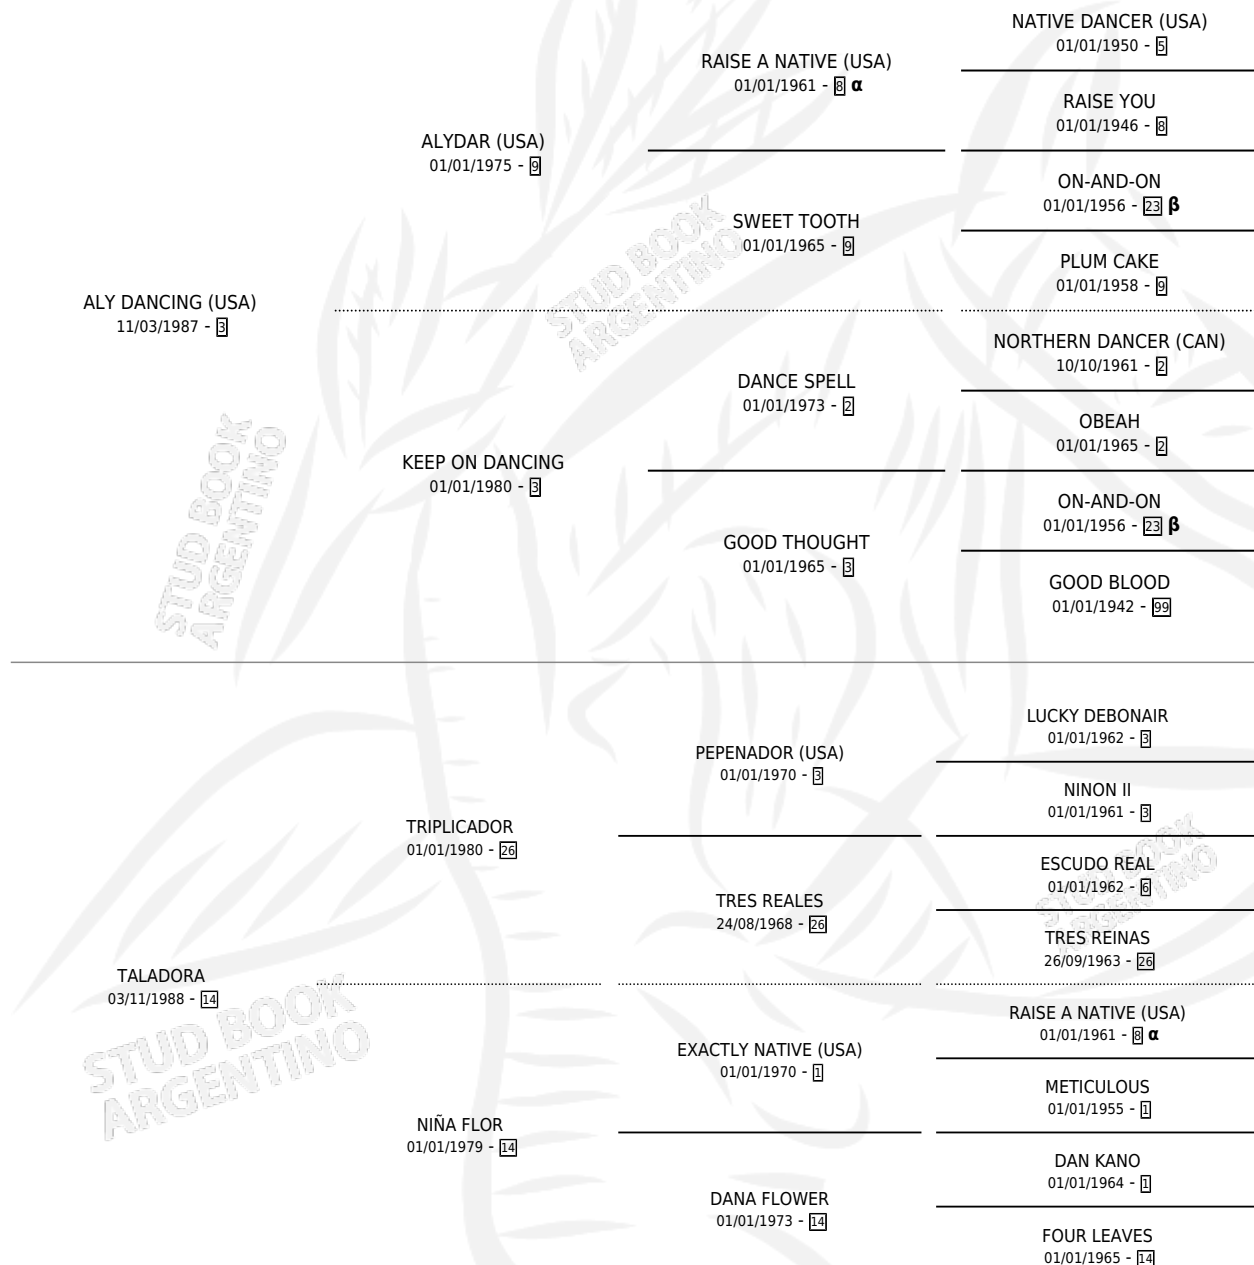 NATIVE DANCER (USA)
01/01/1950 - 5
RAISE A NATIVE (USA)
01/01/1961 - 8 α
RAISE YOU
01/01/1946 - 8
ALYDAR (USA)
01/01/1975 - 9
ON-AND-ON
01/01/1956 - 23 β
SWEET TOOTH
01/01/1965 - 9
PLUM CAKE
01/01/1958 - 9
ALY DANCING (USA)
11/03/1987 - 3
STUD BOOK
ARGENTINO
NORTHERN DANCER (CAN)
10/10/1961 - 2
DANCE SPELL
01/01/1973 - 2
OBEAH
01/01/1965 - 2
KEEP ON DANCING
01/01/1980 - 3
ON-AND-ON
01/01/1956 - 23 β
GOOD THOUGHT
01/01/1965 - 3
GOOD BLOOD
01/01/1942 - 99
STUD BOOK
ARGENTINO
LUCKY DEBONAIR
01/01/1962 - 3
PEPENADOR (USA)
01/01/1970 - 3
NINON II
01/01/1961 - 3
TRIPLICADOR
01/01/1980 - 26
ESCUDO REAL
01/01/1962 - 6
TRES REALES
24/08/1968 - 26
TRES REINAS
26/09/1963 - 26
STUD BOOK
ARGENTINO
TALADORA
03/11/1988 - 14
STUD BOOK
ARGENTINO
RAISE A NATIVE (USA)
01/01/1961 - 8 α
EXACTLY NATIVE (USA)
01/01/1970 - 1
METICULOUS
01/01/1955 - 1
NIÑA FLOR
01/01/1979 - 14
DAN KANO
01/01/1964 - 1
DANA FLOWER
01/01/1973 - 14
FOUR LEAVES
01/01/1965 - 14